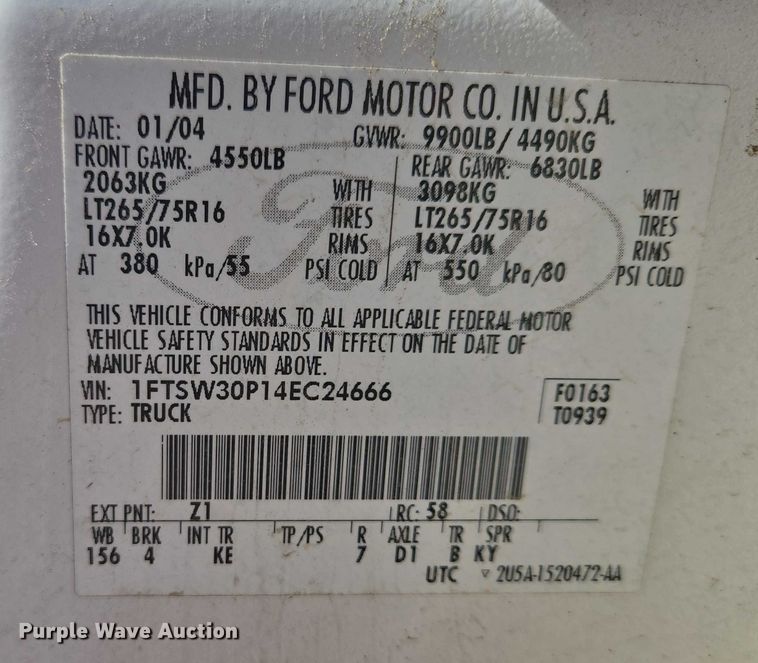 MFD. BY FORD MOTOR CO. IN U.S.A.
DATE: 01/04 GVWR: 9900LB/ 4490KG
FRONT GAWR: 4550LB REAR GAWR: 6830LB
2063KG WITH 3098KG WITH
LT265/75R16 TIRES LT265/75R16 TIRES
16X7.0K RIMS 16X7.0K RIMS
AT 380 kPa/55 PSI COLD AT 550 kPa/80 PSI COLD
Ford
THIS VEHICLE CONFORMS TO ALL APPLICABLE FEDERAL MOTOR
VEHICLE SAFETY STANDARDS IN EFFECT ON THE DATE OF
MANUFACTURE SHOWN ABOVE.
VIN: 1FTSW30P14EC24666 F0163
TYPE: TRUCK T0939
EXT PNT: Z1 RC: 58 DSO:
WB BRK INT TR TP/PS R AXLE TR SPR
156 4 KE 7 D1 B KY
UTC 2U5A-1520472-AA
Purple Wave Auction